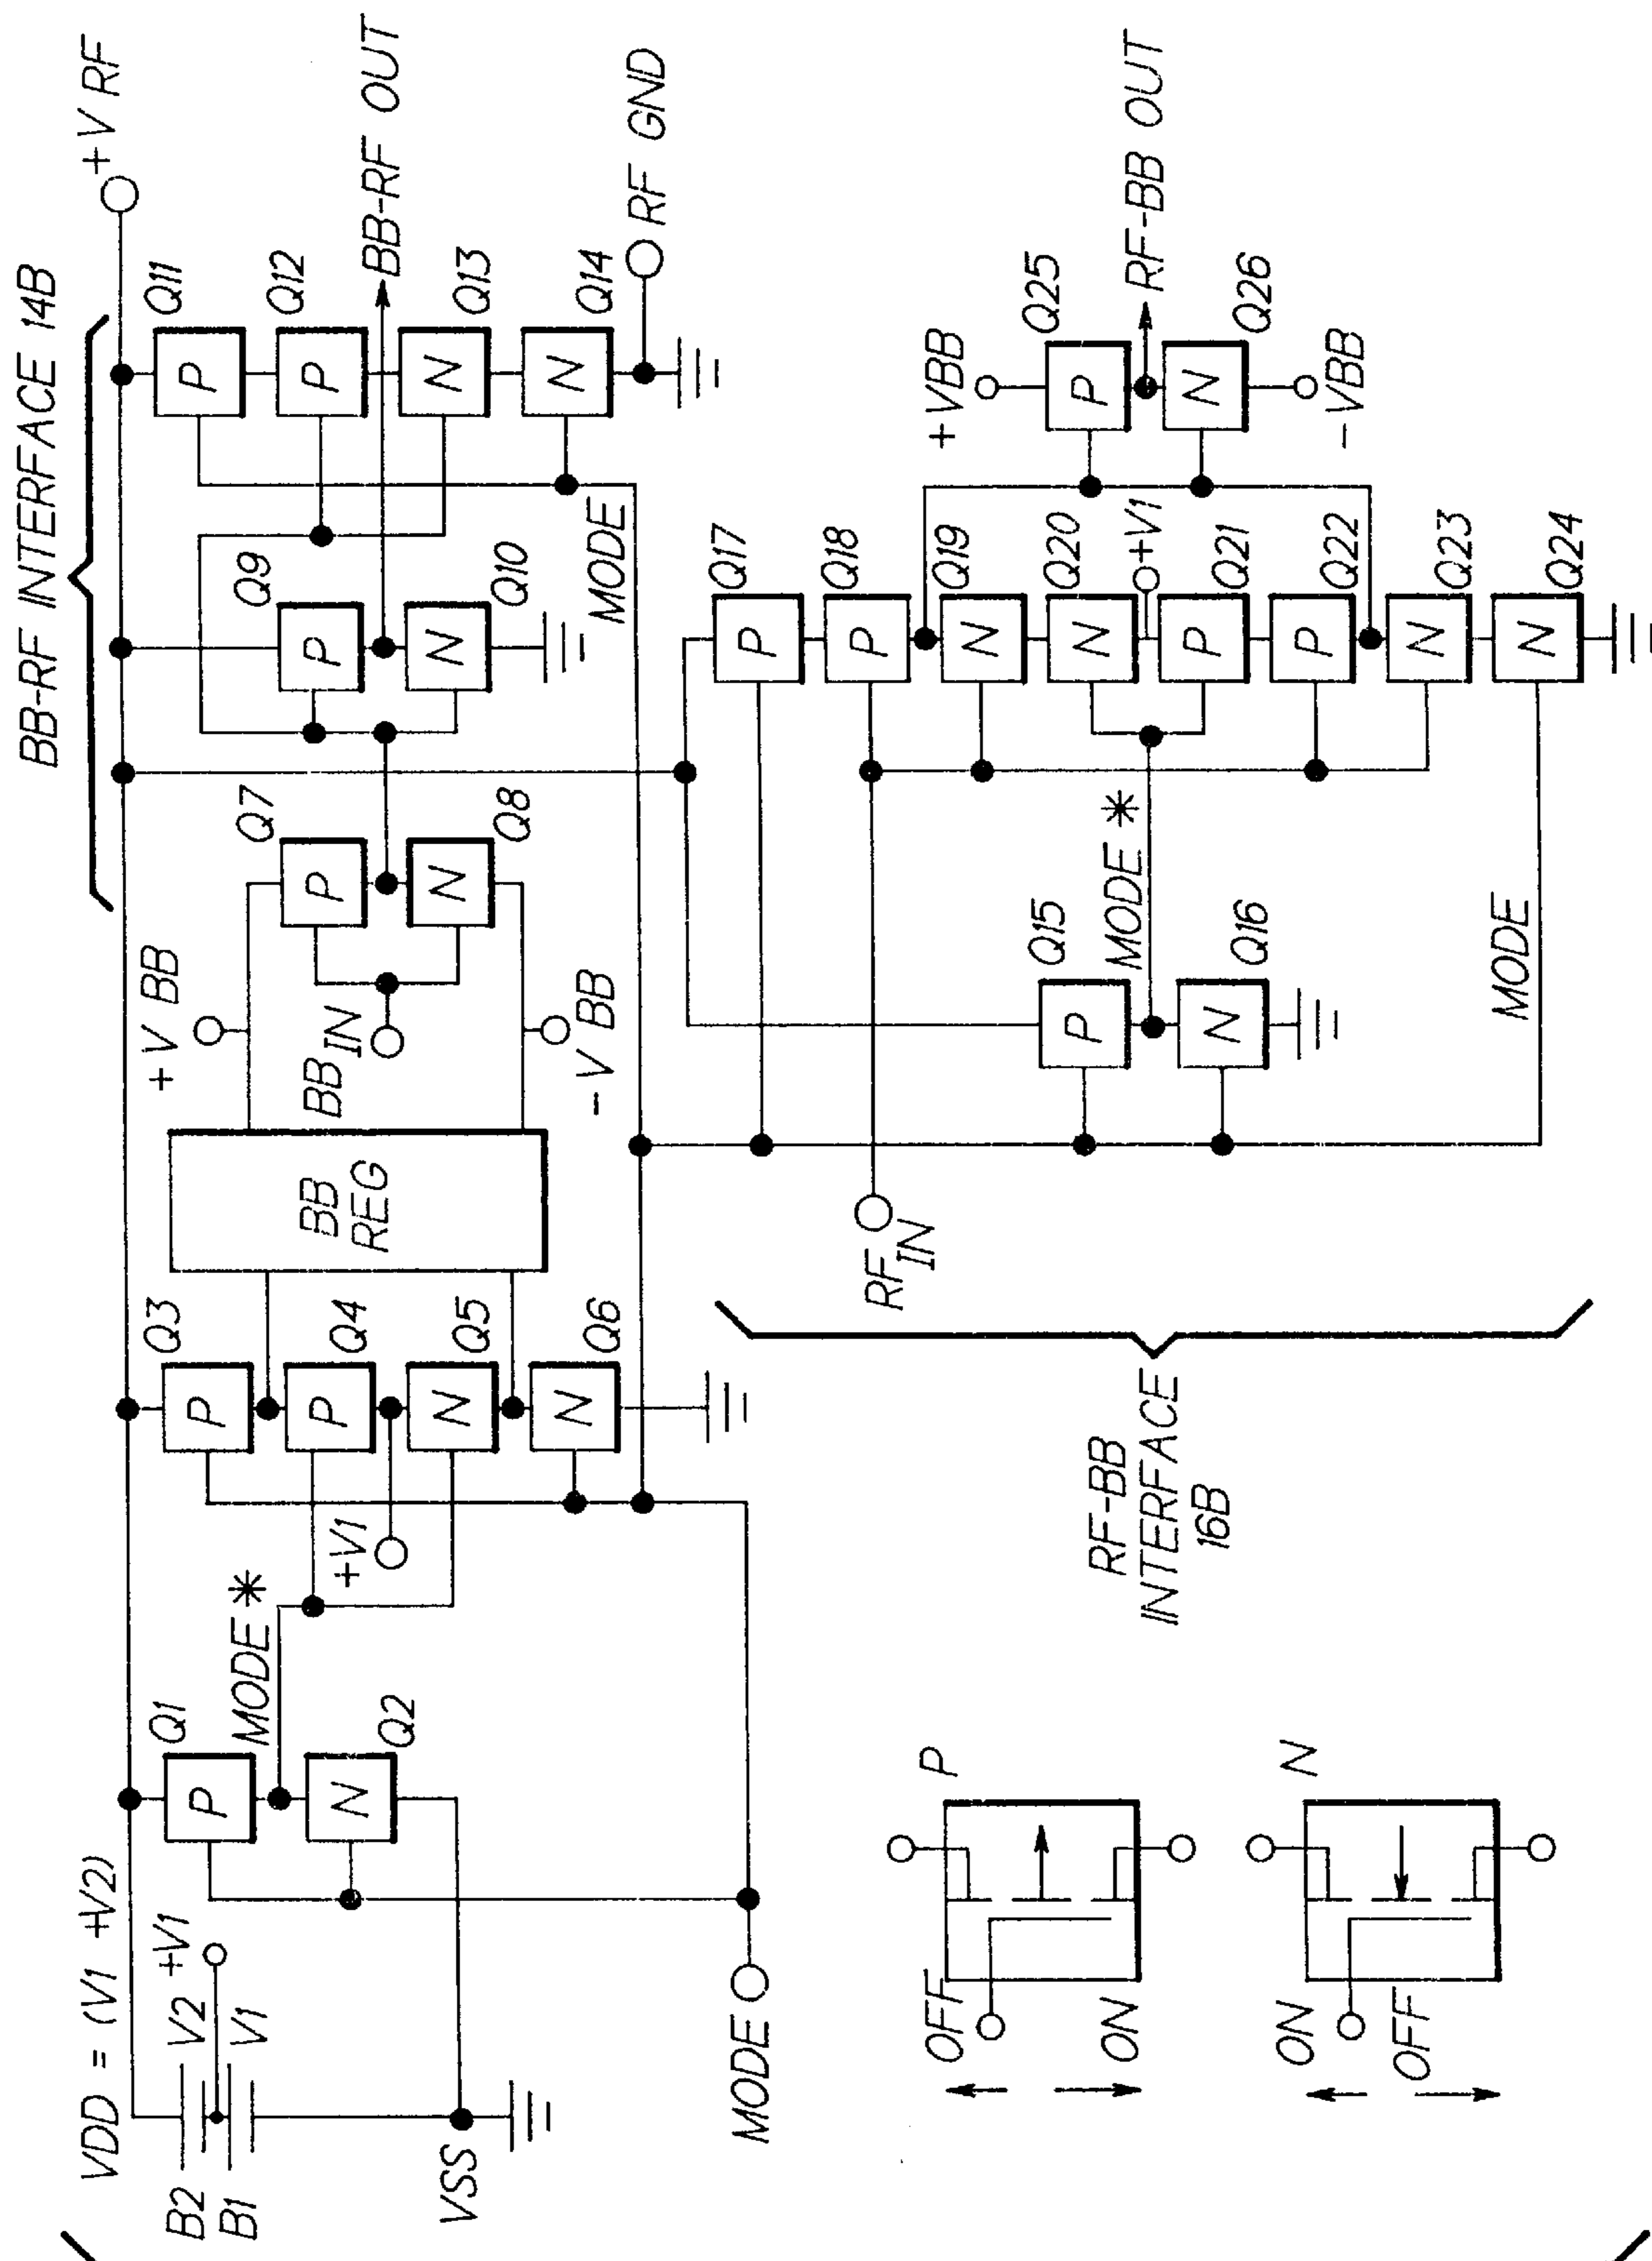 BB-RF INTERFACE 14B
VDD = (V1 +V2)
B2
B1
V2
V1
+V1
VSS
MODE
Q1
P
MODE *
N
Q2
+V1
Q3
P
Q4
P
Q5
N
Q6
N
BB
REG
+V BB
BB IN
-V BB
Q7
P
N
Q8
Q9
P
N
Q10
+V RF
Q11
P
Q12
P
BB-RF OUT
Q13
N
Q14
N
RF GND
MODE
RF-BB
INTERFACE
16B
RF IN
Q15
P
MODE *
N
Q16
MODE
Q17
P
Q18
P
Q19
N
Q20
N
+V1
Q21
P
Q22
P
Q23
N
Q24
N
+VBB
Q25
P
RF-BB OUT
N
Q26
-VBB
P
OFF
ON
N
ON
OFF